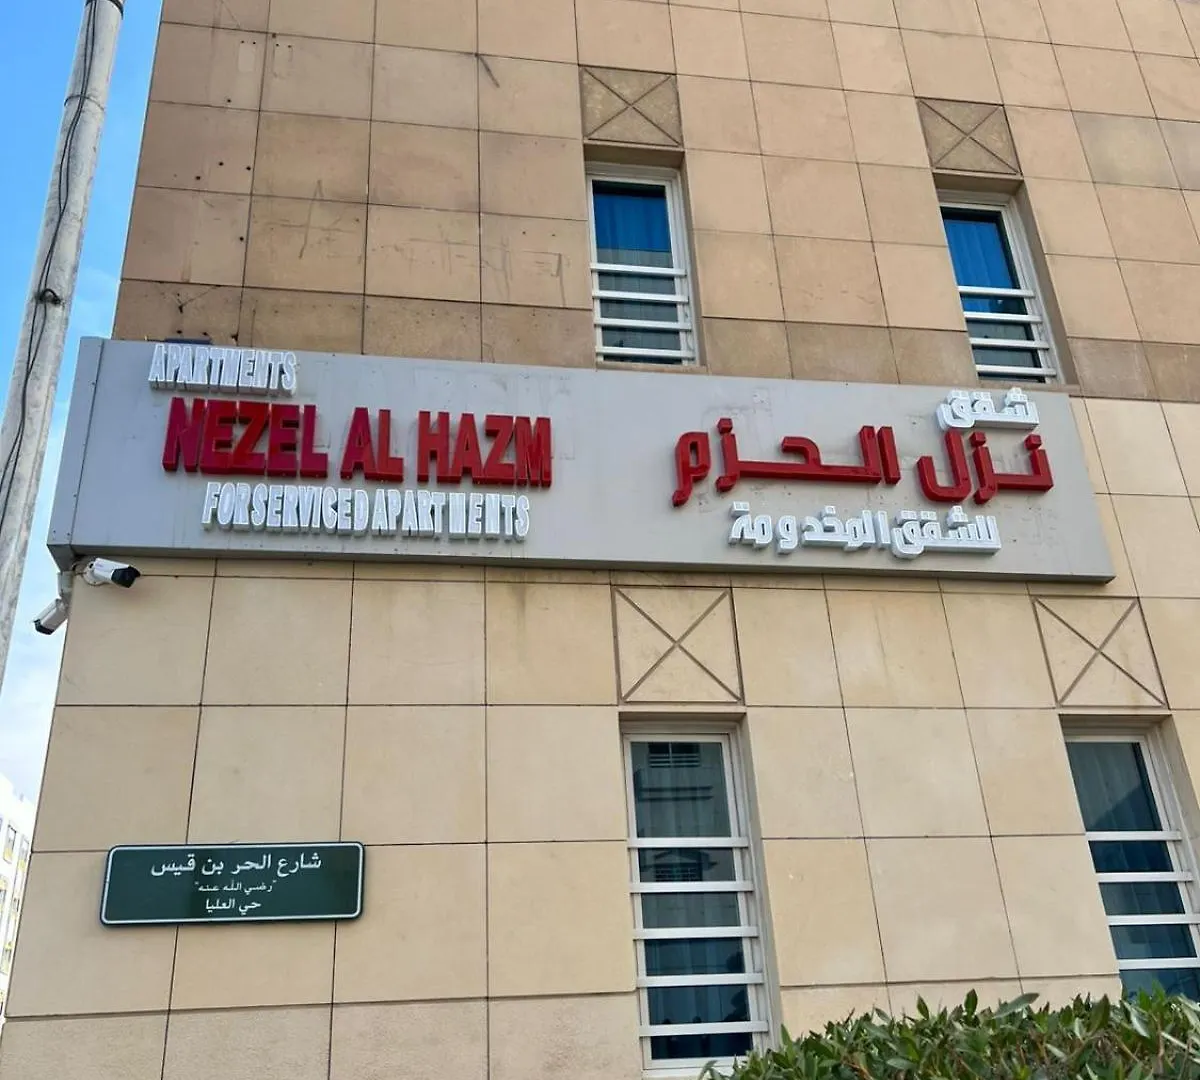 APARTMENTS
NEZEL AL HAZM
FOR SERVICED APARTMENTS
شقق
نزل الحزم
للشقق المخدومة
شارع الحر بن قيس
"رضي الله عنه"
حي العليا